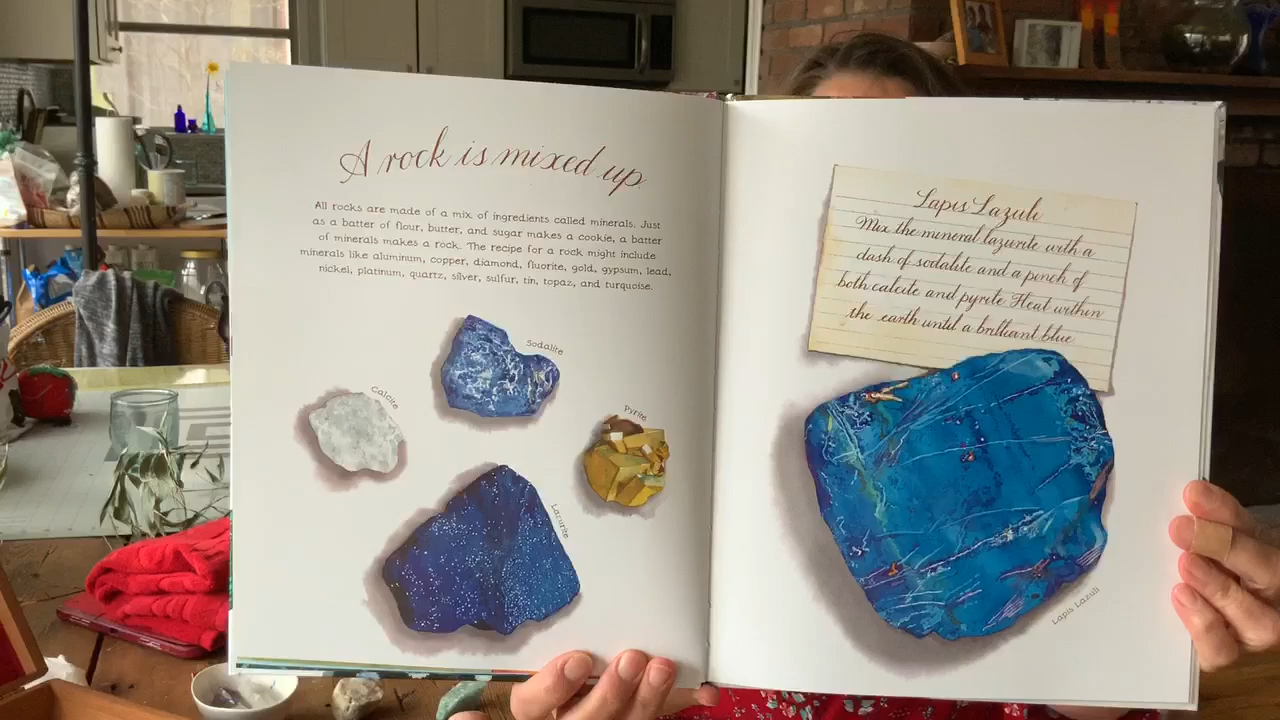 A rock is mixed up
All rocks are made of a mix of ingredients called minerals. Just
as a batter of flour, butter, and sugar makes a cookie, a batter
of minerals makes a rock. The recipe for a rock might include
minerals like aluminum, copper, diamond, fluorite, gold, gypsum, lead,
nickel, platinum, quartz, silver, sulfur, tin, topaz, and turquoise.
Sodalite
Calcite
Pyrite
Lazurite
Lapis Lazuli
Mix the mineral lazurite with a
dash of sodalite and a pinch of
both calcite and pyrite Heat within
the earth until a brilliant blue
Lapis Lazuli